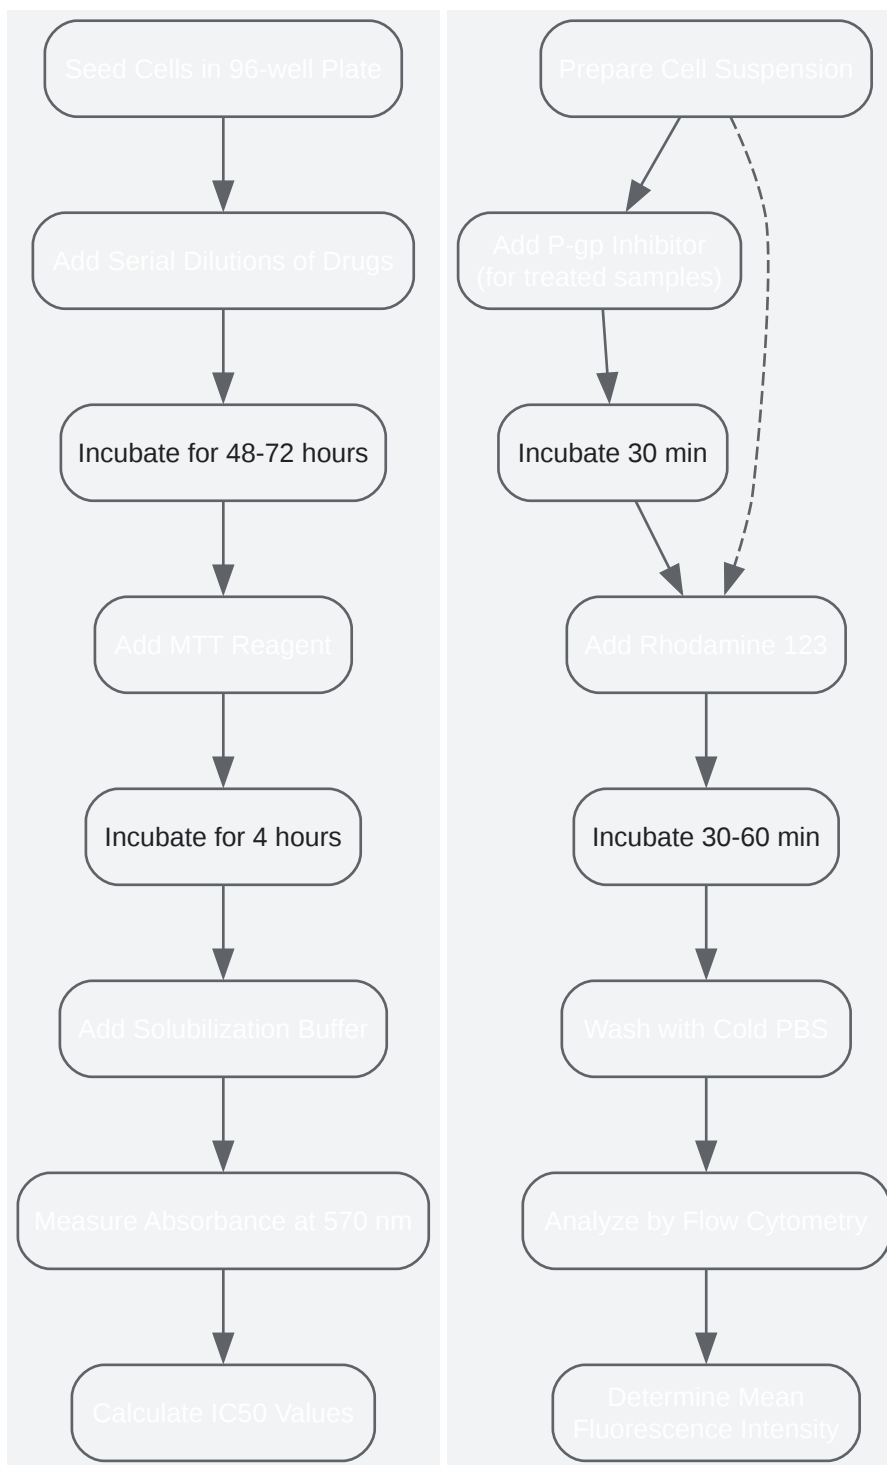 Seed Cells in 96-well Plate
Add Serial Dilutions of Drugs
Incubate for 48-72 hours
Add MTT Reagent
Incubate for 4 hours
Add Solubilization Buffer
Measure Absorbance at 570 nm
Calculate IC50 Values
Prepare Cell Suspension
Add P-gp Inhibitor
(for treated samples)
Incubate 30 min
Add Rhodamine 123
Incubate 30-60 min
Wash with Cold PBS
Analyze by Flow Cytometry
Determine Mean
Fluorescence Intensity